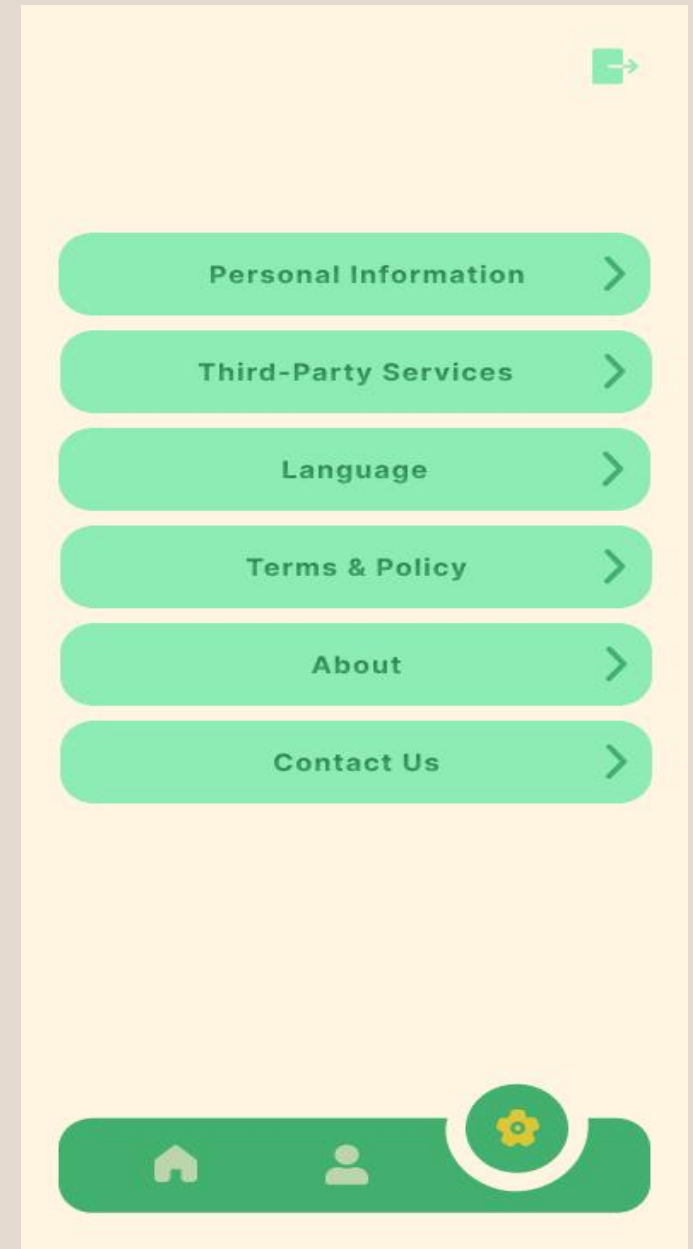 Personal Information
Third-Party Services
Language
Terms & Policy
About
Contact Us